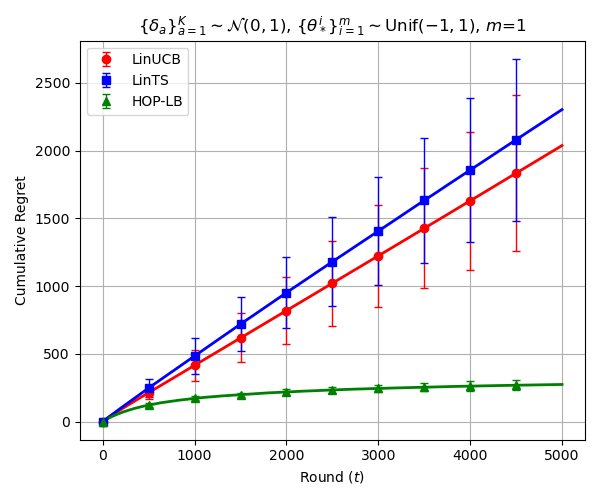 {δ_a}_{a=1}^K ∼ 𝒩(0, 1), {θ_*^i}_{i=1}^m ∼ Unif(−1, 1), m=1
LinUCB
LinTS
HOP-LB
Cumulative Regret
2500
2000
1500
1000
500
0
0 1000 2000 3000 4000 5000
Round (t)